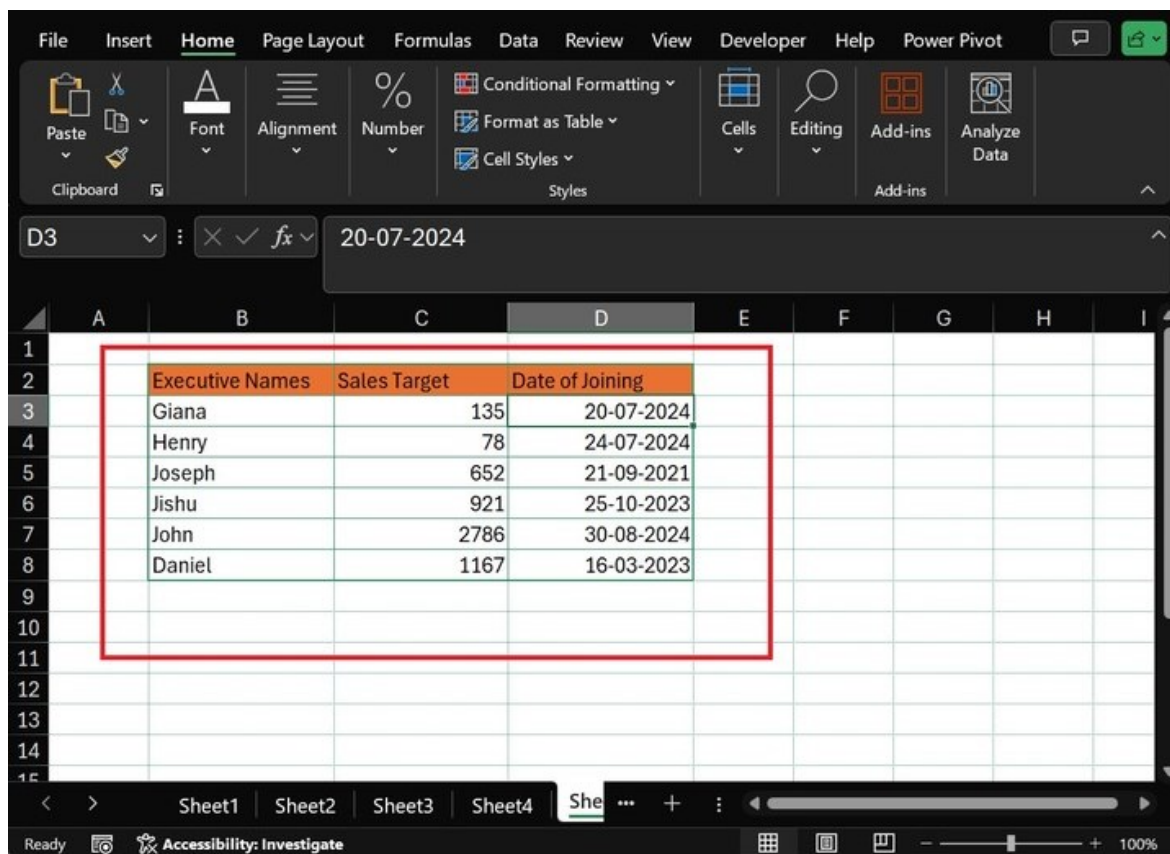 File Insert Home Page Layout Formulas Data Review View Developer Help Power Pivot
Paste
Font
Alignment
Number
Conditional Formatting
Format as Table
Cell Styles
Cells
Editing
Add-ins
Analyze
Data
Clipboard Styles Add-ins
D3 fx 20-07-2024
A B C D E F G H I
1
2 Executive Names Sales Target Date of Joining
3 Giana 135 20-07-2024
4 Henry 78 24-07-2024
5 Joseph 652 21-09-2021
6 Jishu 921 25-10-2023
7 John 2786 30-08-2024
8 Daniel 1167 16-03-2023
9
10
11
12
13
14
15
Sheet1 Sheet2 Sheet3 Sheet4 She ...
Ready Accessibility: Investigate 100%